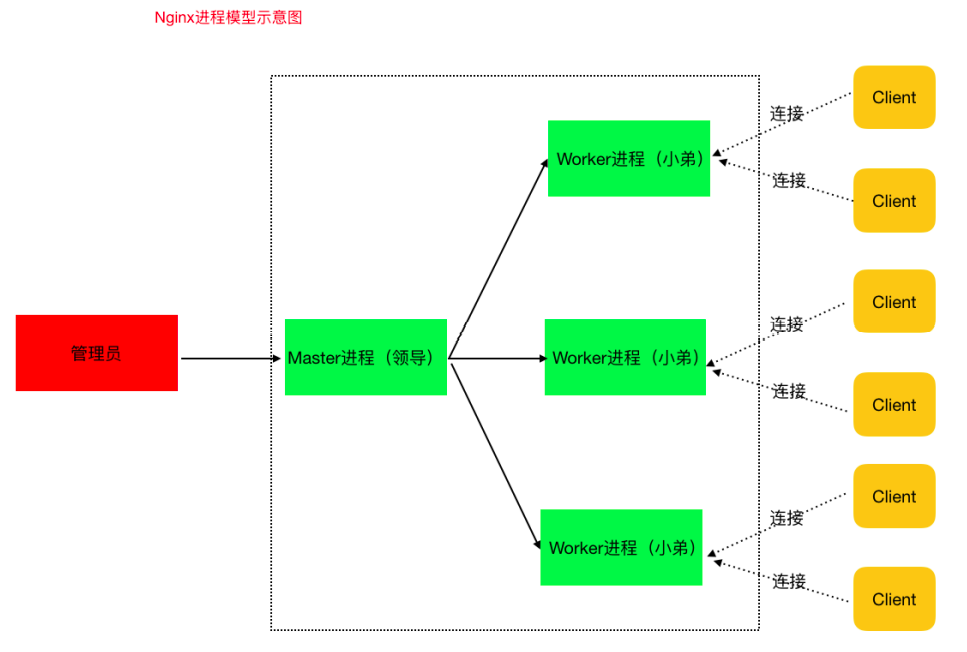 Nginx进程模型示意图
Client
连接
Worker进程（小弟）
连接
Client
Client
连接
管理员
Master进程（领导）
Worker进程（小弟）
连接
Client
Client
连接
Worker进程（小弟）
连接
Client